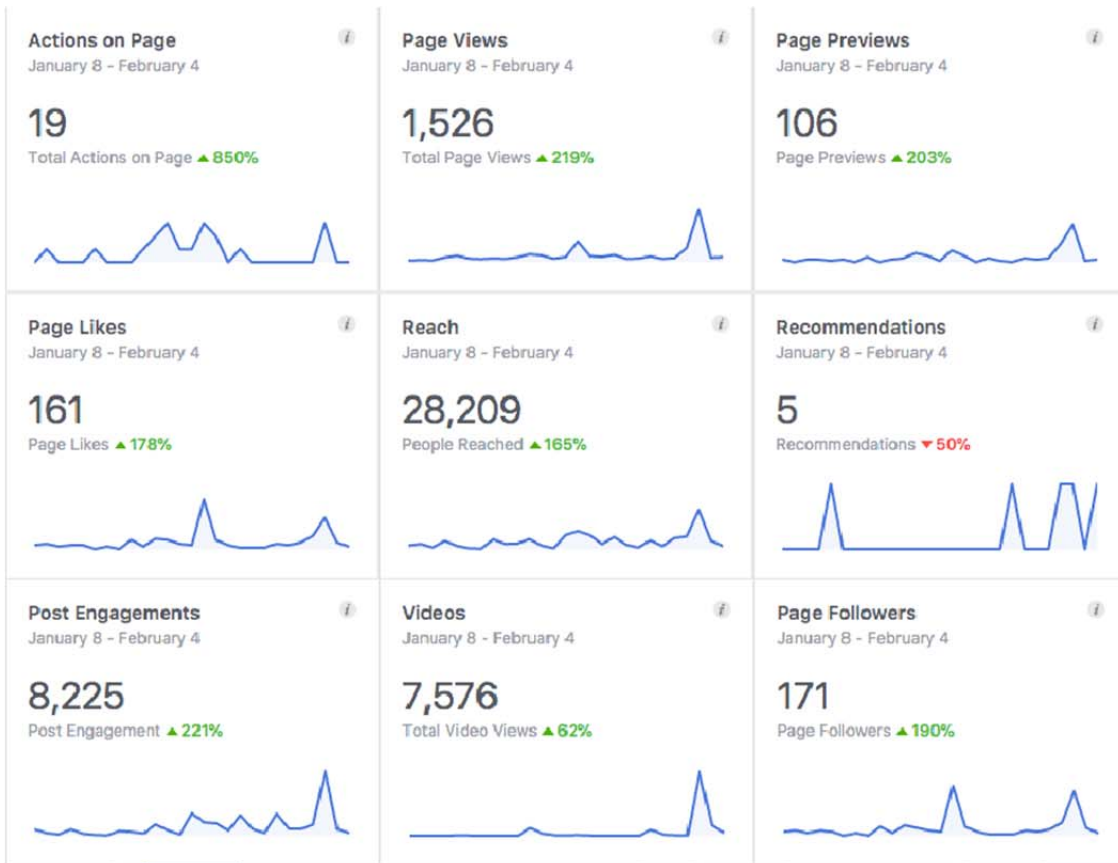 Actions on Page
January 8 - February 4
19
Total Actions on Page ▲ 850%
Page Views
January 8 - February 4
1,526
Total Page Views ▲ 219%
Page Previews
January 8 - February 4
106
Page Previews ▲ 203%
Page Likes
January 8 - February 4
161
Page Likes ▲ 178%
Reach
January 8 - February 4
28,209
People Reached ▲ 165%
Recommendations
January 8 - February 4
5
Recommendations ▼ 50%
Post Engagements
January 8 - February 4
8,225
Post Engagement ▲ 221%
Videos
January 8 - February 4
7,576
Total Video Views ▲ 62%
Page Followers
January 8 - February 4
171
Page Followers ▲ 190%